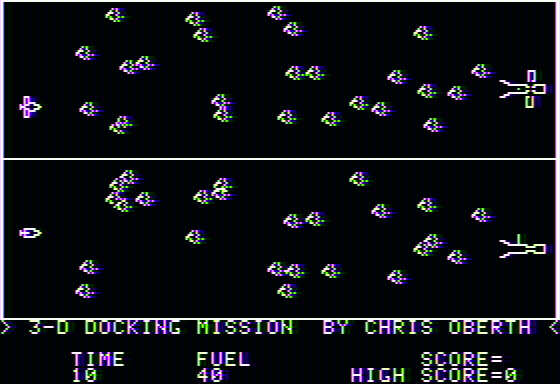 > 3-D DOCKING MISSION BY CHRIS OBERTH <
TIME FUEL SCORE=
10 40 HIGH SCORE=0